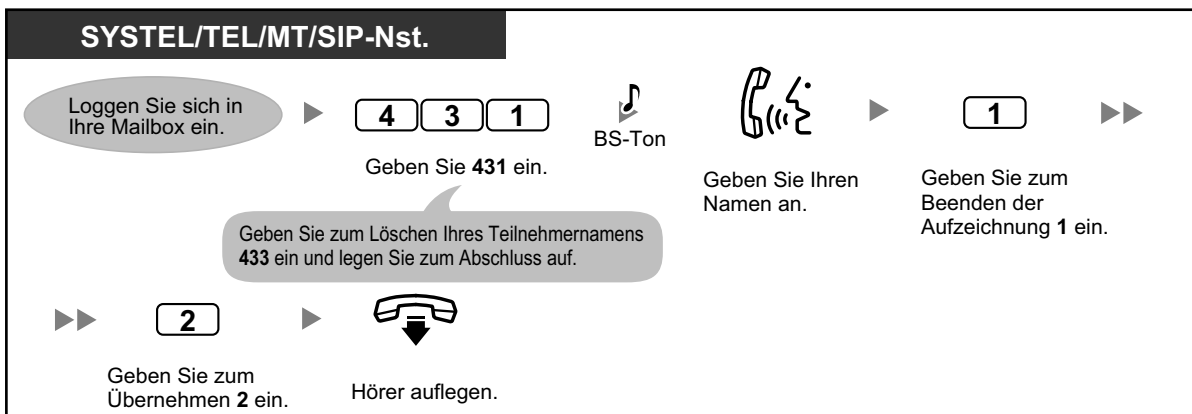 SYSTEL/TEL/MT/SIP-Nst.
Loggen Sie sich in
Ihre Mailbox ein.
4 3 1
BS-Ton
1
Geben Sie 431 ein.
Geben Sie Ihren
Namen an.
Geben Sie zum
Beenden der
Aufzeichnung 1 ein.
Geben Sie zum Löschen Ihres Teilnehmernamens
433 ein und legen Sie zum Abschluss auf.
2
Geben Sie zum
Übernehmen 2 ein.
Hörer auflegen.